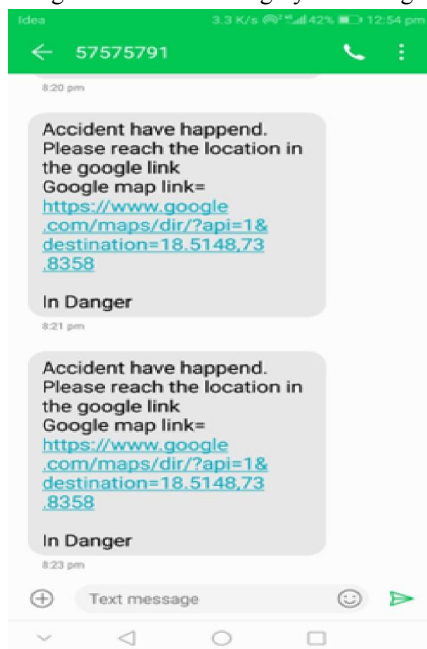 Idea 3.3 K/s 42% 12:54 pm
57575791
8:20 pm
Accident have happend.
Please reach the location in
the google link
Google map link=
https://www.google
.com/maps/dir/?api=1&
destination=18.5148,73
.8358
In Danger
8:21 pm
Accident have happend.
Please reach the location in
the google link
Google map link=
https://www.google
.com/maps/dir/?api=1&
destination=18.5148,73
.8358
In Danger
8:23 pm
Text message